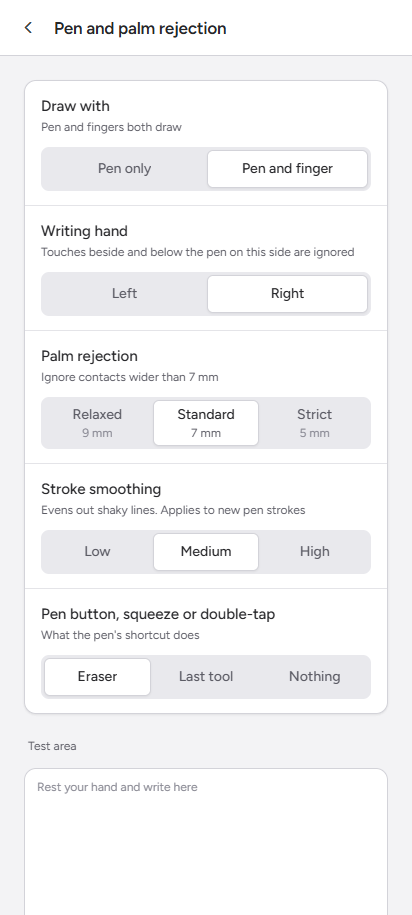 Pen and palm rejection
Draw with
Pen and fingers both draw
Pen only
Pen and finger
Writing hand
Touches beside and below the pen on this side are ignored
Left
Right
Palm rejection
Ignore contacts wider than 7 mm
Relaxed
9 mm
Standard
7 mm
Strict
5 mm
Stroke smoothing
Evens out shaky lines. Applies to new pen strokes
Low
Medium
High
Pen button, squeeze or double-tap
What the pen's shortcut does
Eraser
Last tool
Nothing
Test area
Rest your hand and write here